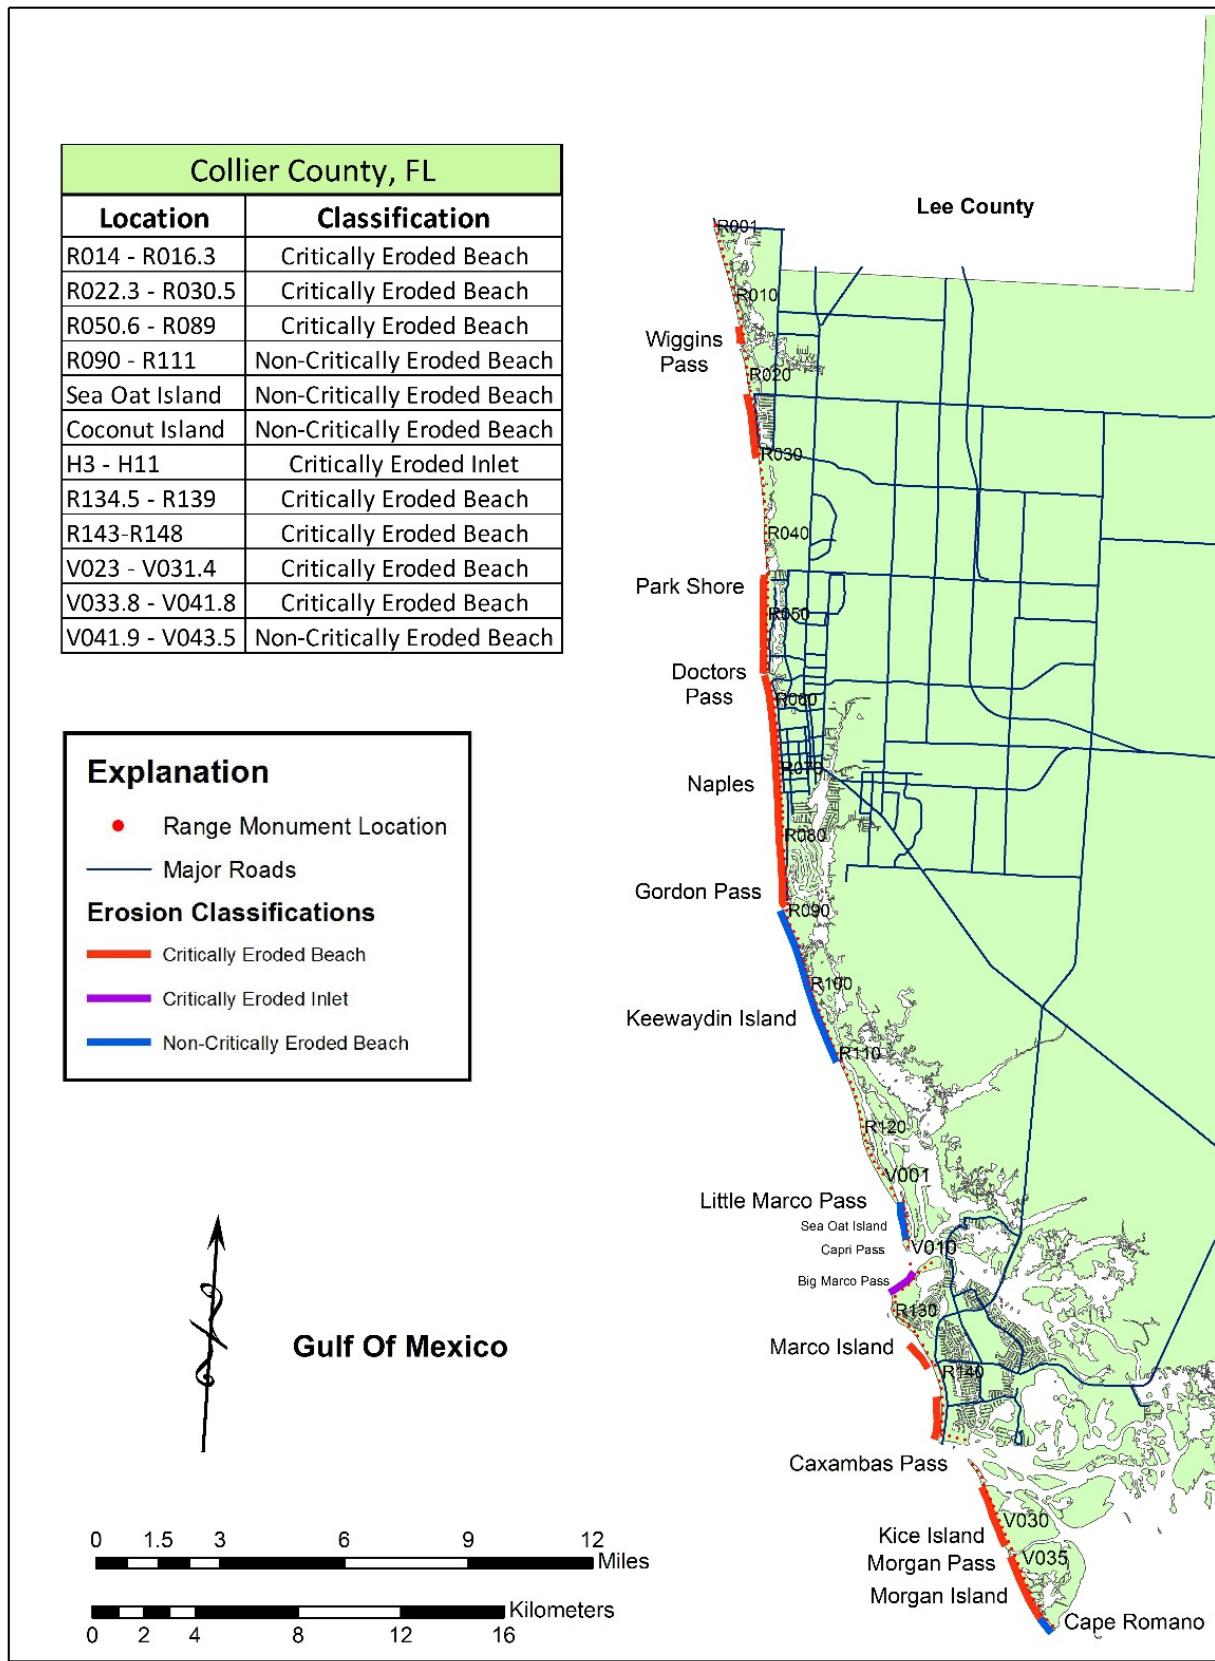 Collier County, FL
Location Classification
R014 - R016.3 Critically Eroded Beach
R022.3 - R030.5 Critically Eroded Beach
R050.6 - R089 Critically Eroded Beach
R090 - R111 Non-Critically Eroded Beach
Sea Oat Island Non-Critically Eroded Beach
Coconut Island Non-Critically Eroded Beach
H3 - H11 Critically Eroded Inlet
R134.5 - R139 Critically Eroded Beach
R143-R148 Critically Eroded Beach
V023 - V031.4 Critically Eroded Beach
V033.8 - V041.8 Critically Eroded Beach
V041.9 - V043.5 Non-Critically Eroded Beach
Explanation
Range Monument Location
Major Roads
Erosion Classifications
Critically Eroded Beach
Critically Eroded Inlet
Non-Critically Eroded Beach
Gulf Of Mexico
0 1.5 3 6 9 12
Miles
Kilometers
0 2 4 8 12 16
Lee County
R001
R010
Wiggins
Pass
R020
R030
R040
Park Shore
R050
Doctors
Pass
R060
R070
Naples
R080
Gordon Pass
R090
R100
Keewaydin Island
R110
R120
V001
Little Marco Pass
Sea Oat Island
Capri Pass
V010
Big Marco Pass
R130
Marco Island
R140
Caxambas Pass
V030
Kice Island
Morgan Pass
V035
Morgan Island
Cape Romano